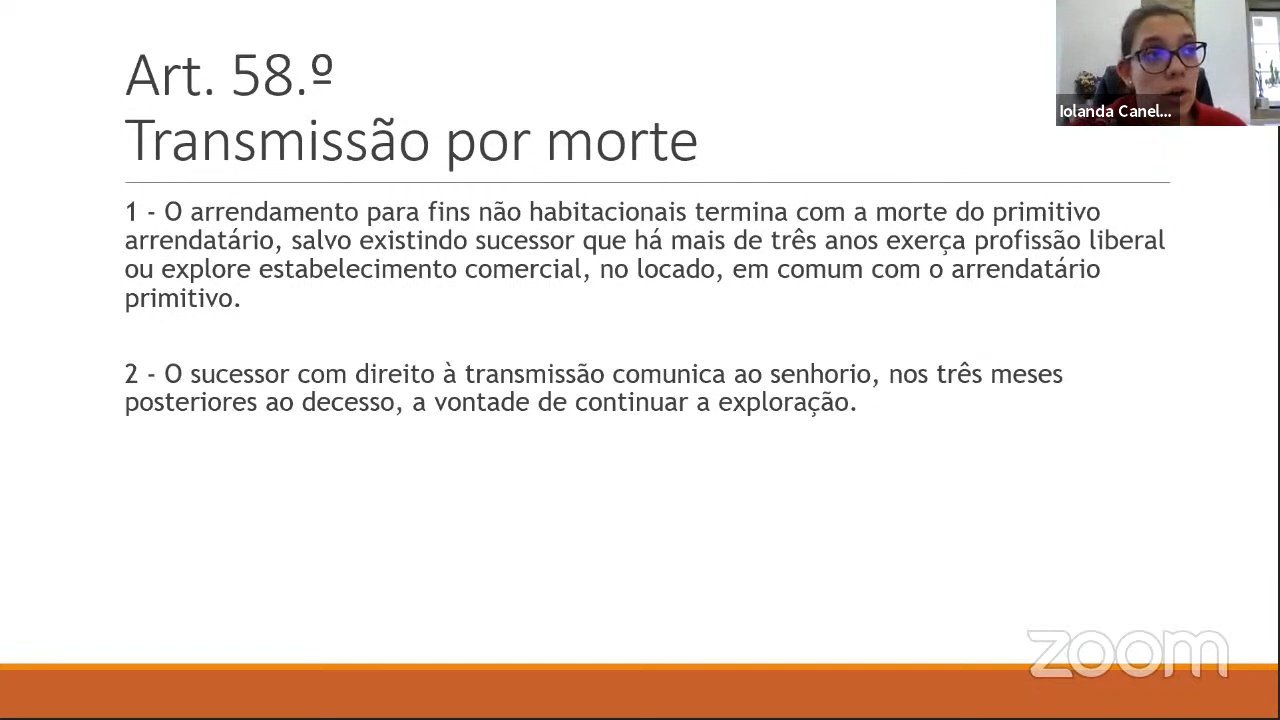 Art. 58.º
Transmissão por morte
Iolanda Canel...
1 - O arrendamento para fins não habitacionais termina com a morte do primitivo
arrendatário, salvo existindo sucessor que há mais de três anos exerça profissão liberal
ou explore estabelecimento comercial, no locado, em comum com o arrendatário
primitivo.
2 - O sucessor com direito à transmissão comunica ao senhorio, nos três meses
posteriores ao decesso, a vontade de continuar a exploração.
zoom